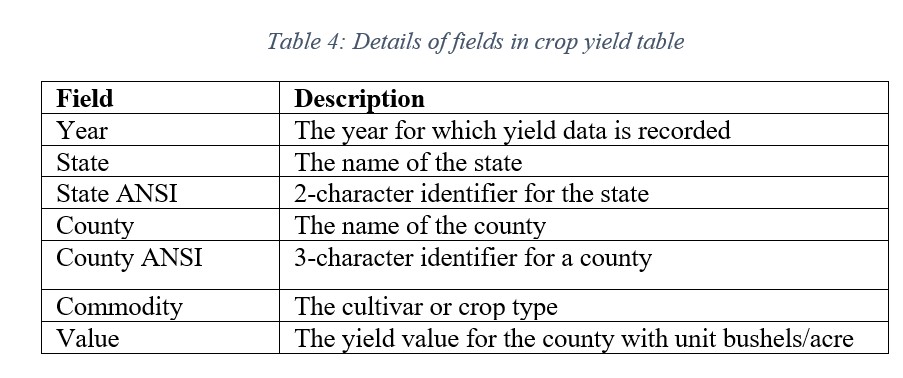 Table 4: Details of fields in crop yield table
Field Description
Year The year for which yield data is recorded
State The name of the state
State ANSI 2-character identifier for the state
County The name of the county
County ANSI 3-character identifier for a county
Commodity The cultivar or crop type
Value The yield value for the county with unit bushels/acre